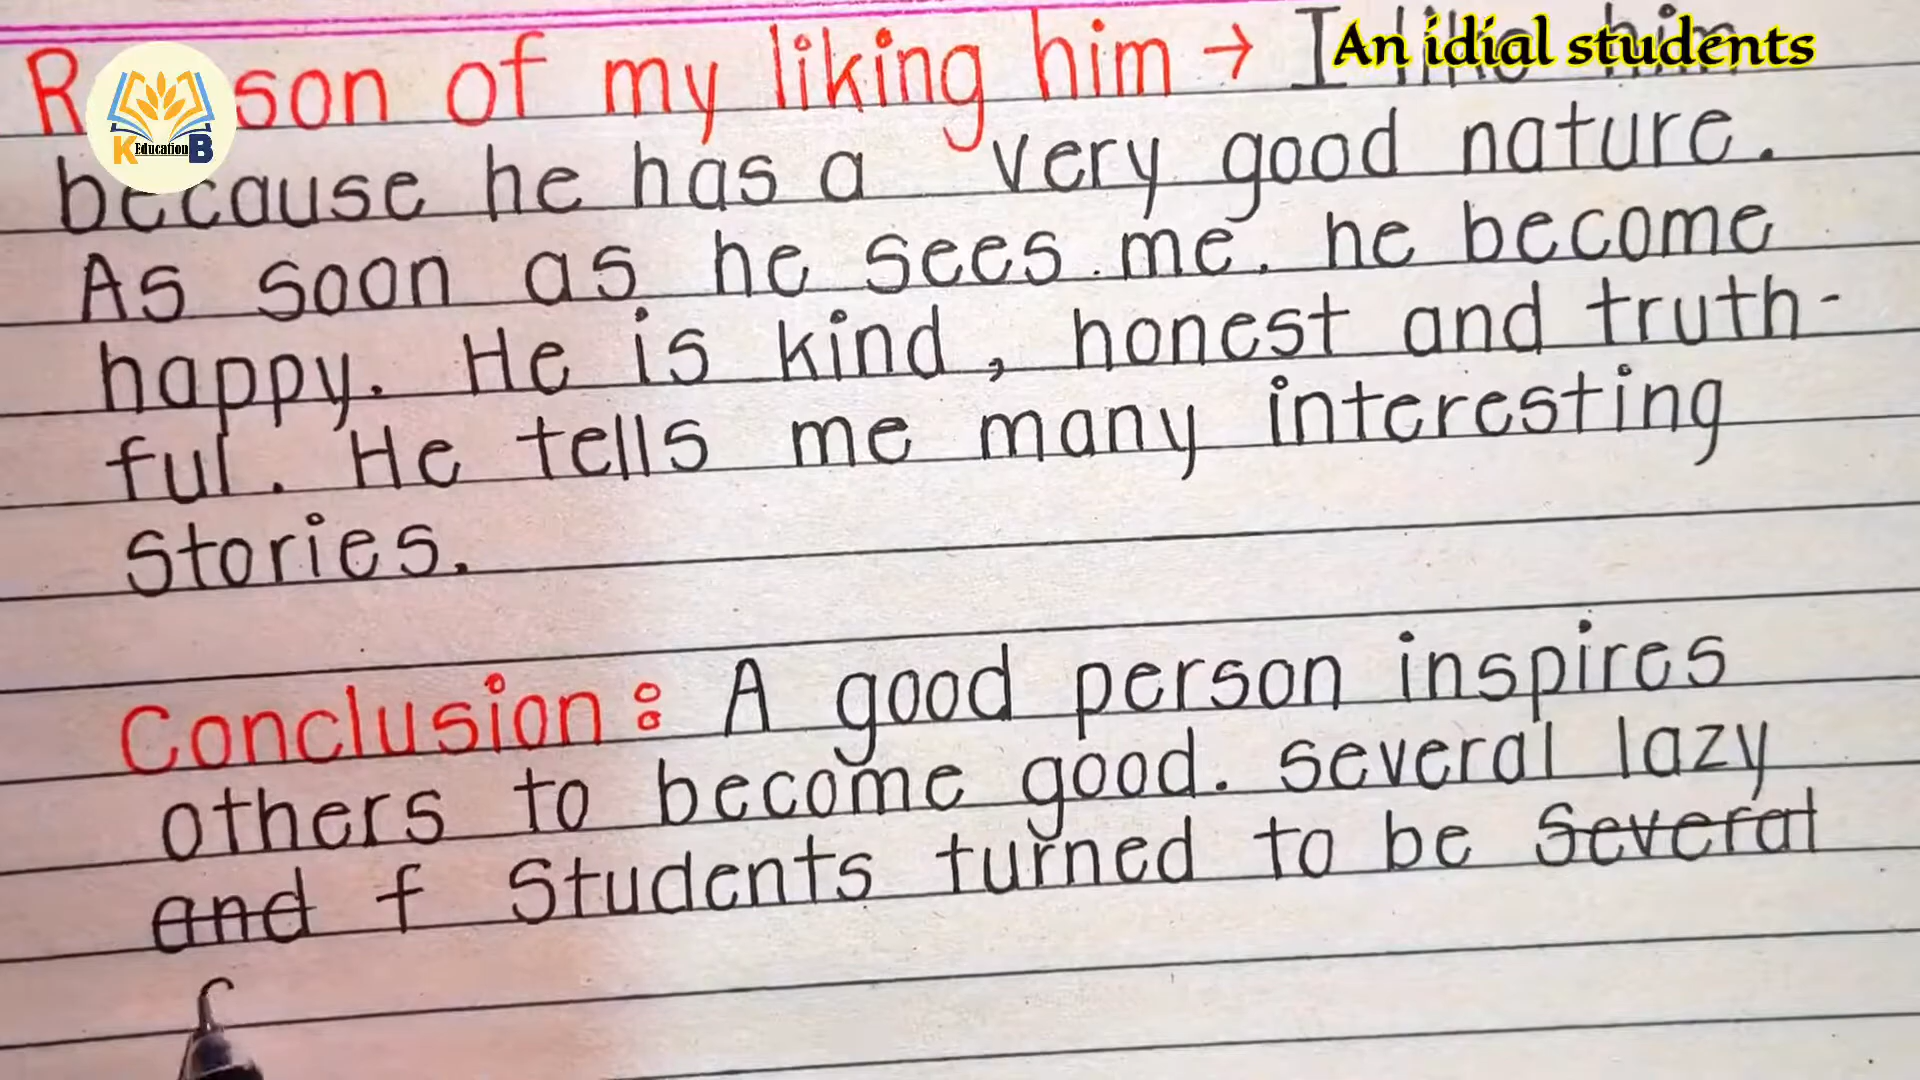 An idial students
Reason of my liking him → I like him
K Education B
because he has a very good nature.
As soon as he sees me. he become
happy. He is kind, honest and truth-
ful. He tells me many interesting
stories.
Conclusion: A good person inspires
others to become good. several lazy
and f Students turned to be several